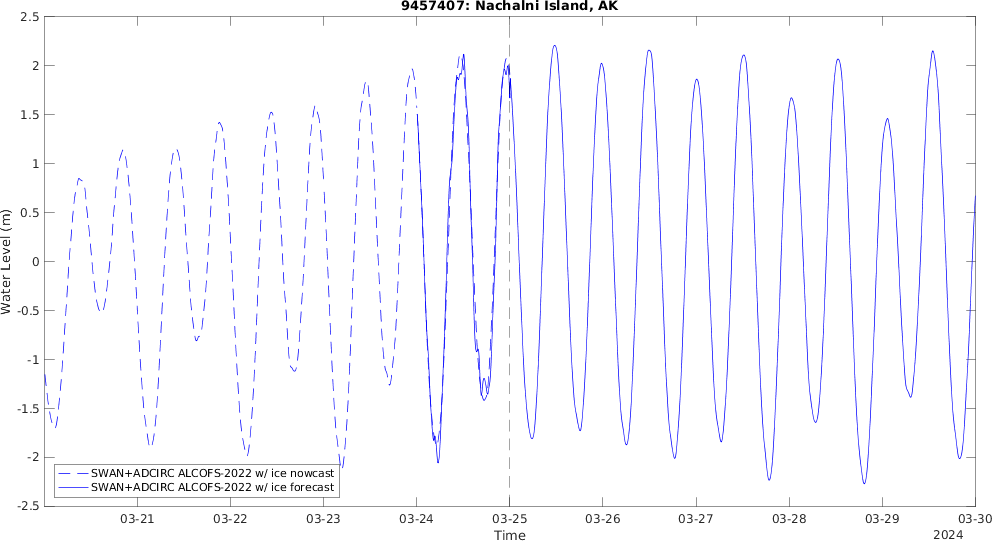 9457407: Nachalni Island, AK
2.5
2
1.5
1
0.5
0
-0.5
-1
-1.5
-2
-2.5
Water Level (m)
SWAN+ADCIRC ALCOFS-2022 w/ ice nowcast
SWAN+ADCIRC ALCOFS-2022 w/ ice forecast
03-21 03-22 03-23 03-24 03-25 03-26 03-27 03-28 03-29 03-30
Time
2024